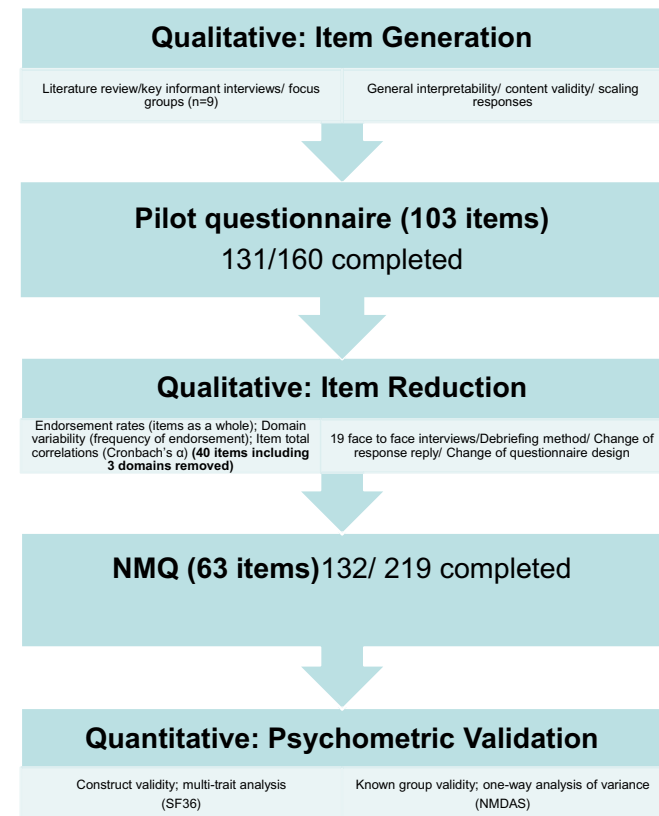 Qualitative: Item Generation
Literature review/key informant interviews/ focus
groups (n=9)
General interpretability/ content validity/ scaling
responses
Pilot questionnaire (103 items)
131/160 completed
Qualitative: Item Reduction
Endorsement rates (items as a whole); Domain
variability (frequency of endorsement); Item total
correlations (Cronbach's α) (40 items including
3 domains removed)
19 face to face interviews/Debriefing method/ Change of
response reply/ Change of questionnaire design
NMQ (63 items)132/ 219 completed
Quantitative: Psychometric Validation
Construct validity; multi-trait analysis
(SF36)
Known group validity; one-way analysis of variance
(NMDAS)